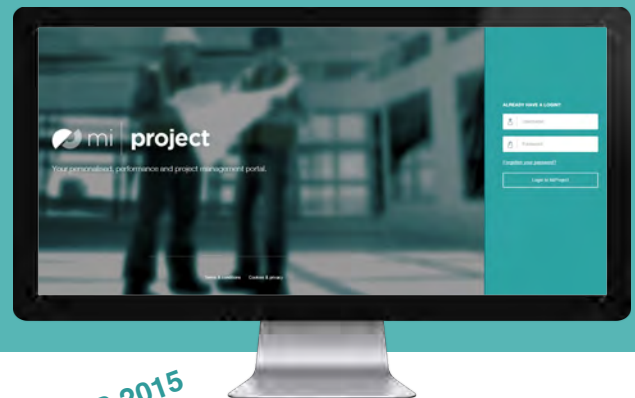 mi project
Your personalised, performance and project management portal.
Terms & conditions Cookies & privacy
ALREADY HAVE A LOGIN?
Username
Password
Forgotten your password?
Login to MiProject
2015